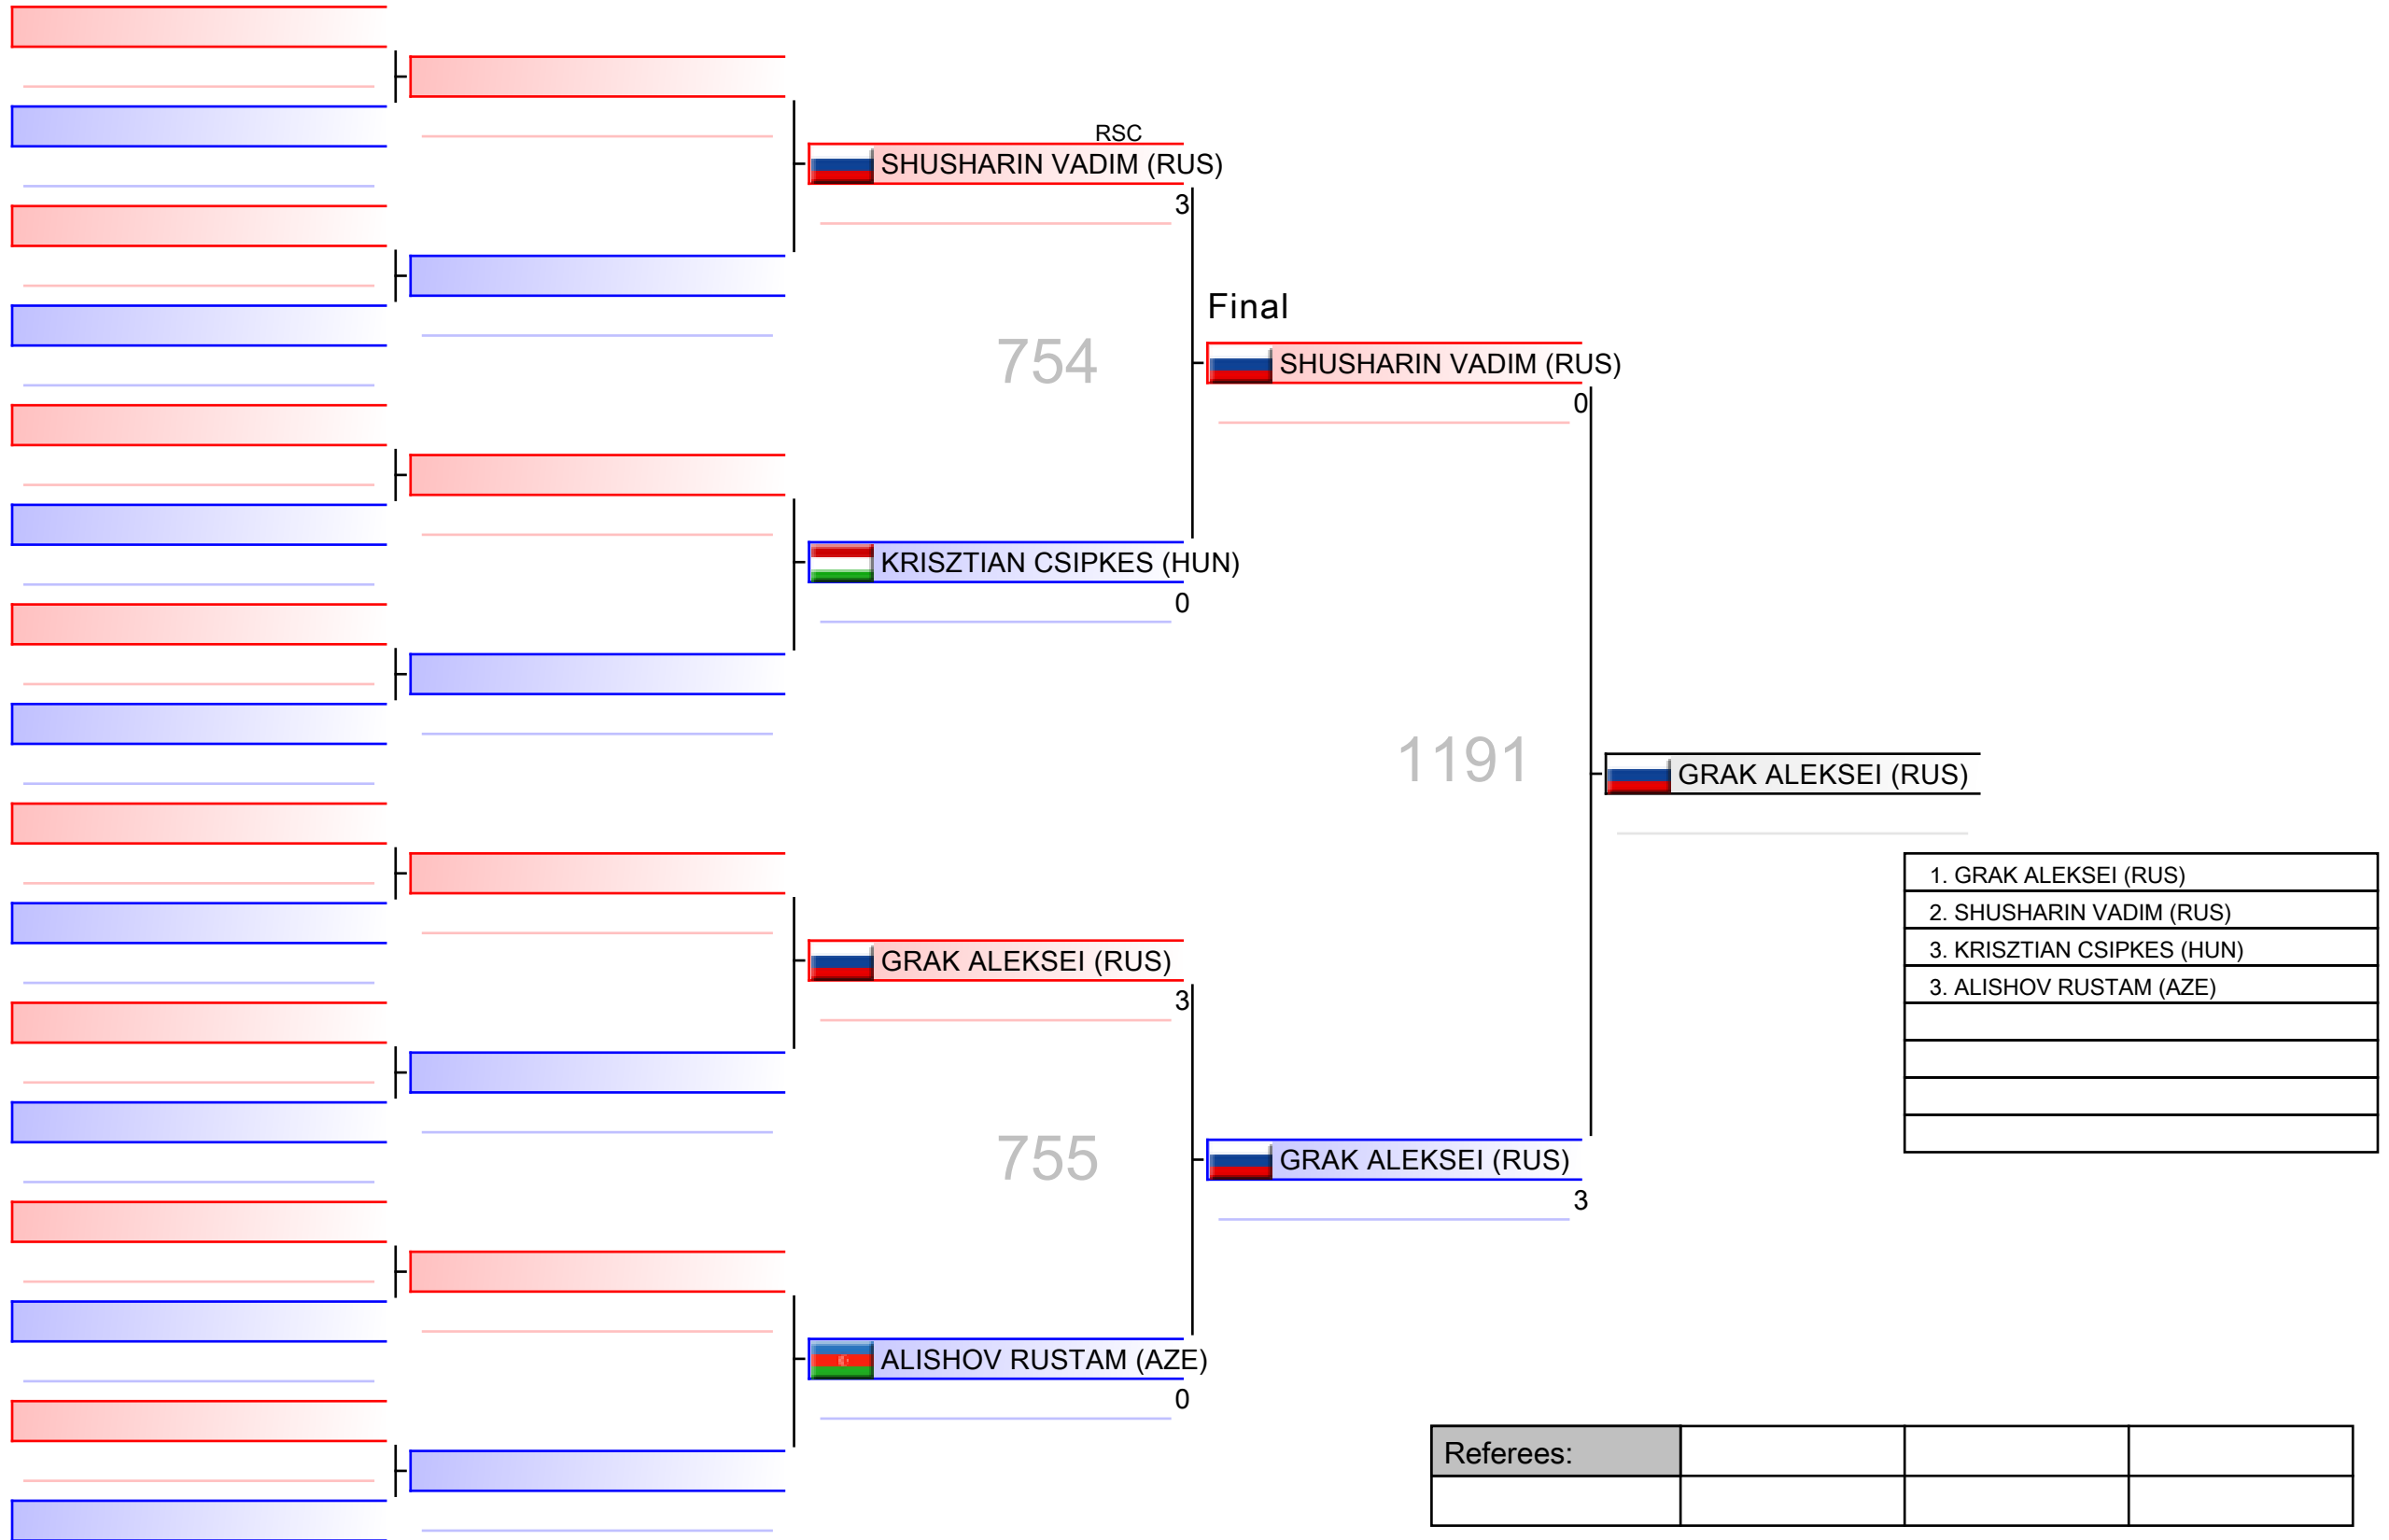 RSC
SHUSHARIN VADIM (RUS)
3
Final
754
SHUSHARIN VADIM (RUS)
0
KRISZTIAN CSIPKES (HUN)
0
1191
GRAK ALEKSEI (RUS)
1. GRAK ALEKSEI (RUS)
2. SHUSHARIN VADIM (RUS)
3. KRISZTIAN CSIPKES (HUN)
3. ALISHOV RUSTAM (AZE)
GRAK ALEKSEI (RUS)
3
755
GRAK ALEKSEI (RUS)
3
ALISHOV RUSTAM (AZE)
0
Referees: